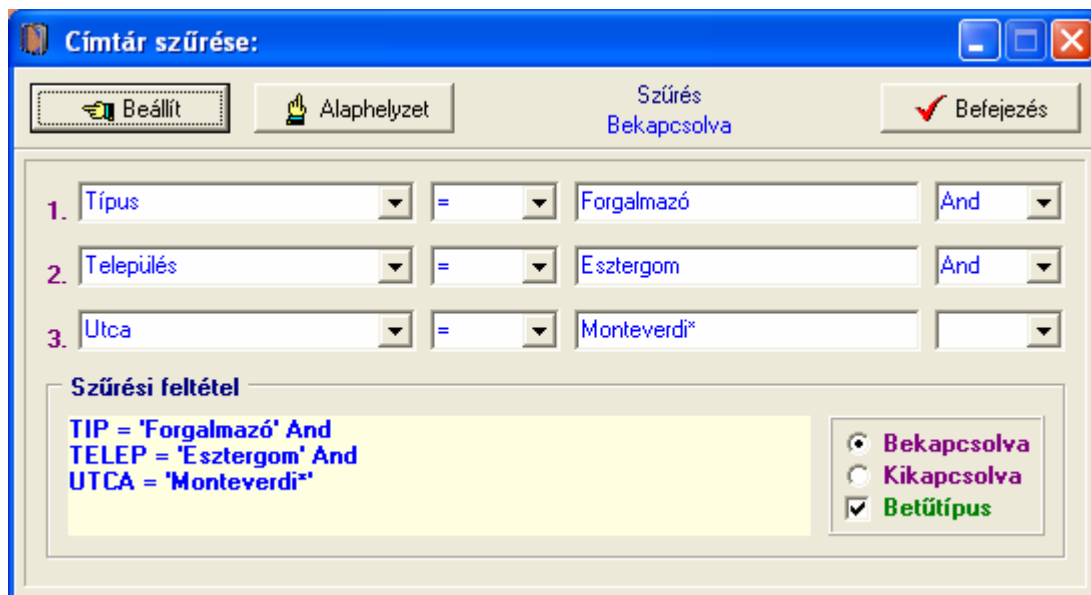 Címtár szűrése:
Beállít
Alaphelyzet
Szűrés
Bekapcsolva
Befejezés
1. Típus = Forgalmazó And
2. Település = Esztergom And
3. Utca = Monteverdi*
Szűrési feltétel
TIP = 'Forgalmazó' And
TELEP = 'Esztergom' And
UTCA = 'Monteverdi*'
Bekapcsolva
Kikapcsolva
Betűtípus